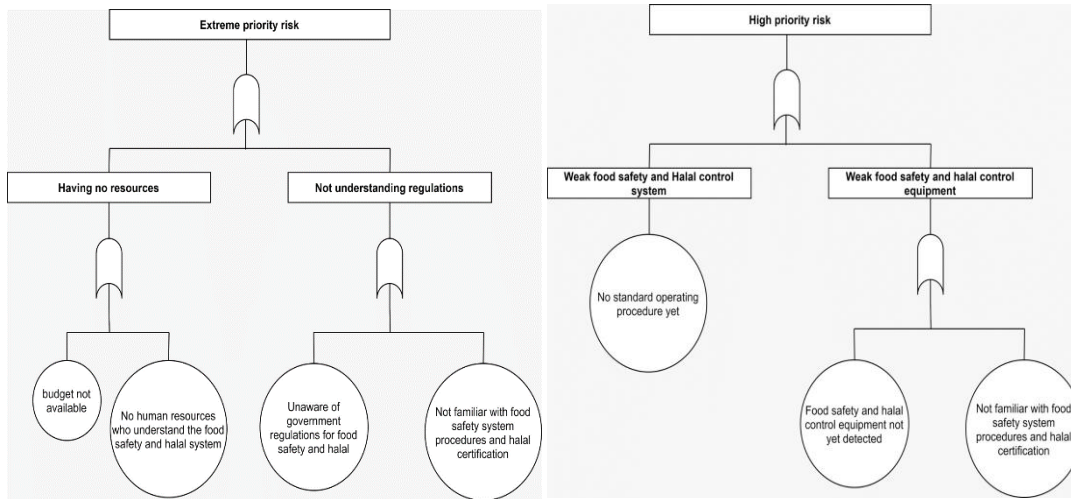 Extreme priority risk
Having no resources
Not understanding regulations
budget not
available
No human resources
who understand the food
safety and halal system
Unaware of
government
regulations for food
safety and halal
Not familiar with food
safety system
procedures and halal
certification
High priority risk
Weak food safety and Halal control
system
Weak food safety and halal control
equipment
No standard operating
procedure yet
Food safety and halal
control equipment not
yet detected
Not familiar with food
safety system
procedures and halal
certification